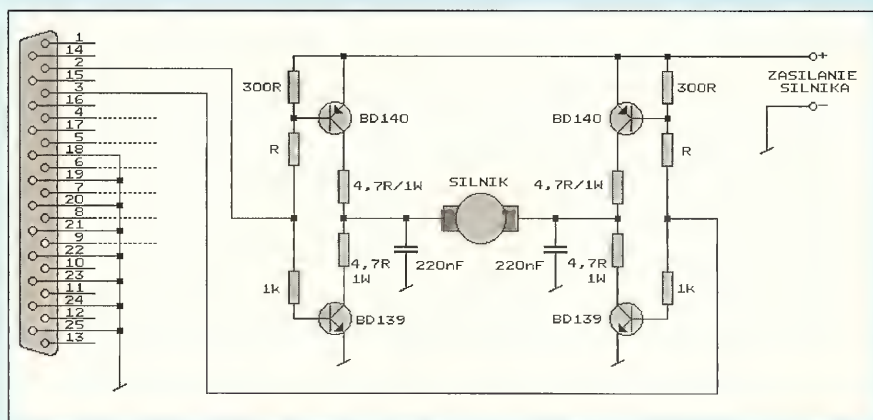 1
14
2
15
3
16
4
17
5
18
6
19
7
20
8
21
9
22
10
23
11
24
12
25
13
300R
BD140
R
4,7R/1W
1k
4,7R
1W
BD139
220nF
SILNIK
220nF
4,7R/1W
4,7R
1W
BD140
BD139
300R
R
1k
+
ZASILANIE
SILNIKA
-